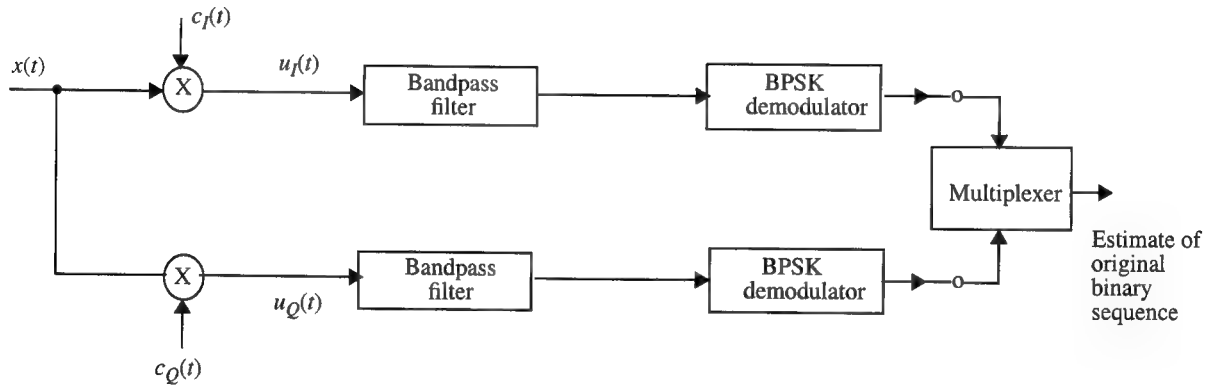 c_I(t)
x(t)
X
u_I(t)
Bandpass
filter
BPSK
demodulator
Multiplexer
X
u_Q(t)
Bandpass
filter
BPSK
demodulator
c_Q(t)
Estimate of
original
binary
sequence